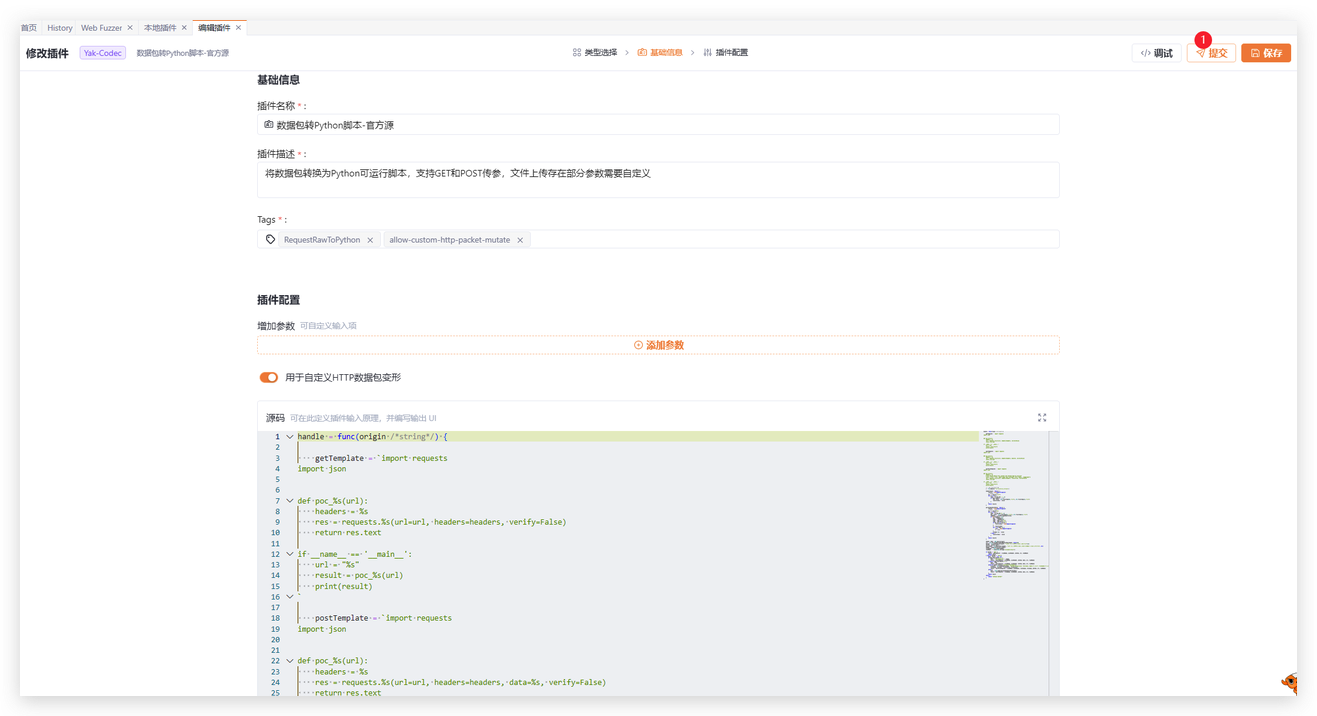 首页 History Web Fuzzer × 本地插件 × 编辑插件 ×
修改插件 Yak-Codec 数据包转Python脚本-官方源 类型选择 > 基础信息 > 插件配置 </> 调试 1 提交 保存
基础信息
插件名称 * :
数据包转Python脚本-官方源
插件描述 * :
将数据包转换为Python可运行脚本，支持GET和POST传参，文件上传存在部分参数需要自定义
Tags * :
RequestRawToPython × allow-custom-http-packet-mutate ×
插件配置
增加参数 可自定义输入项
添加参数
用于自定义HTTP数据包变形
源码 可在此定义插件输入原理，并编写输出 UI
1 handle = func(origin /*string*/) {
2
3 getTemplate = `import requests
4 import json
5
6
7 def poc_%s(url):
8 headers = %s
9 res = requests.%s(url=url, headers=headers, verify=False)
10 return res.text
11
12 if __name__ == '__main__':
13 url = "%s"
14 result = poc_%s(url)
15 print(result)
16 `
17
18 postTemplate = `import requests
19 import json
20
21
22 def poc_%s(url):
23 headers = %s
24 res = requests.%s(url=url, headers=headers, data=%s, verify=False)
25 return res.text